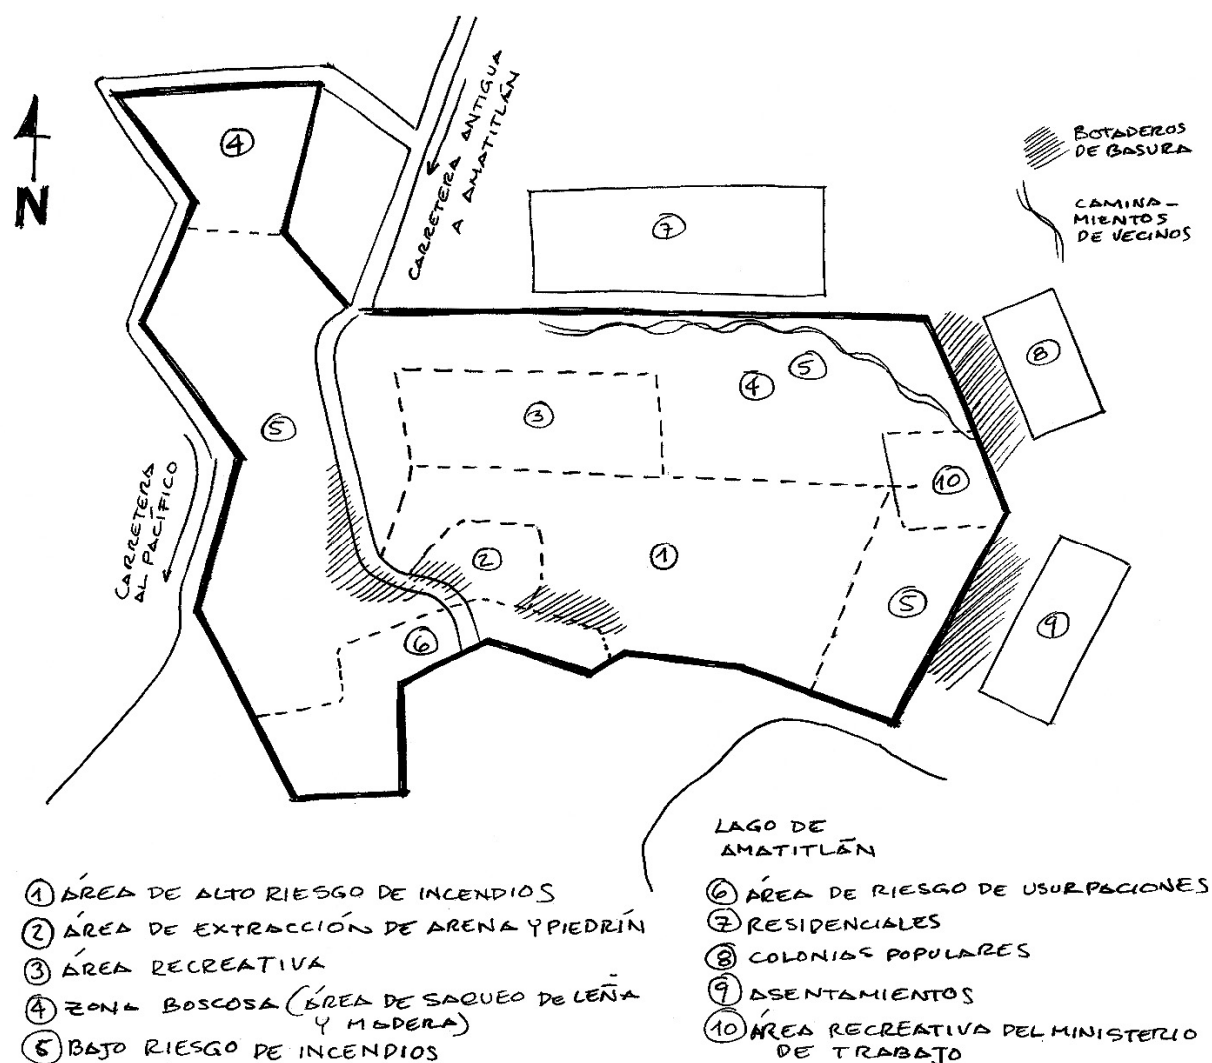 ④
CARRETERA ANTIGUA
A AMATITLÁN
N
BOTADEROS
DE BASURA
CAMINA-
MIENTOS
DE VECINOS
⑦
⑧
④ ⑤
③
⑤
⑩
CARRETERA
AL PACÍFICO
②
①
⑤
⑨
⑥
LAGO DE
AMATITLÁN
① ÁREA DE ALTO RIESGO DE INCENDIOS
② ÁREA DE EXTRACCIÓN DE ARENA Y PIEDRÍN
③ ÁREA RECREATIVA
④ ZONA BOSCOSA (ÁREA DE SAQUEO DE LEÑA
Y MADERA)
⑤ BAJO RIESGO DE INCENDIOS
⑥ ÁREA DE RIESGO DE USURPACIONES
⑦ RESIDENCIALES
⑧ COLONIAS POPULARES
⑨ ASENTAMIENTOS
⑩ ÁREA RECREATIVA DEL MINISTERIO
DE TRABAJO